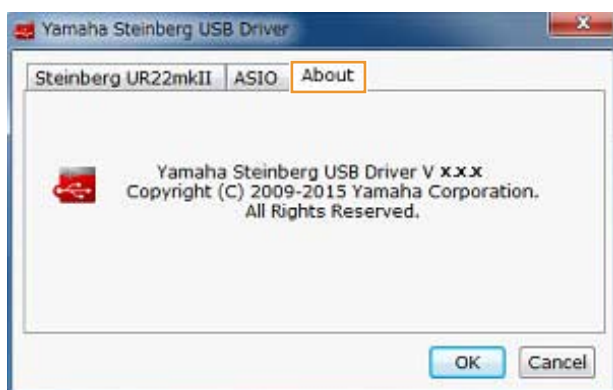 Yamaha Steinberg USB Driver
Steinberg UR22mkII ASIO About
Yamaha Steinberg USB Driver V x.x.x
Copyright (C) 2009-2015 Yamaha Corporation.
All Rights Reserved.
OK Cancel